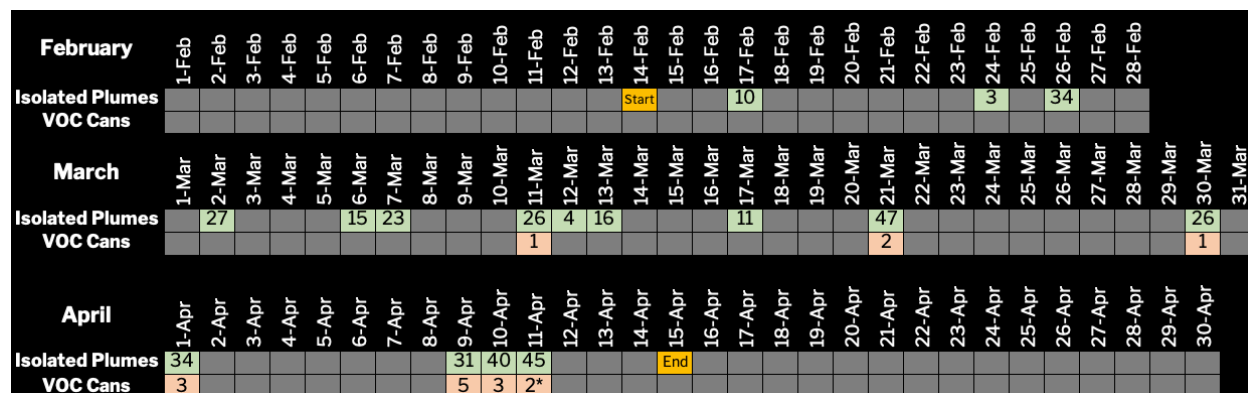 February 1-Feb 2-Feb 3-Feb 4-Feb 5-Feb 6-Feb 7-Feb 8-Feb 9-Feb 10-Feb 11-Feb 12-Feb 13-Feb 14-Feb 15-Feb 16-Feb 17-Feb 18-Feb 19-Feb 20-Feb 21-Feb 22-Feb 23-Feb 24-Feb 25-Feb 26-Feb 27-Feb 28-Feb
Isolated Plumes Start 10 3 34
VOC Cans
March 1-Mar 2-Mar 3-Mar 4-Mar 5-Mar 6-Mar 7-Mar 8-Mar 9-Mar 10-Mar 11-Mar 12-Mar 13-Mar 14-Mar 15-Mar 16-Mar 17-Mar 18-Mar 19-Mar 20-Mar 21-Mar 22-Mar 23-Mar 24-Mar 25-Mar 26-Mar 27-Mar 28-Mar 29-Mar 30-Mar 31-Mar
Isolated Plumes 27 15 23 26 4 16 11 47 26
VOC Cans 1 2 1
April 1-Apr 2-Apr 3-Apr 4-Apr 5-Apr 6-Apr 7-Apr 8-Apr 9-Apr 10-Apr 11-Apr 12-Apr 13-Apr 14-Apr 15-Apr 16-Apr 17-Apr 18-Apr 19-Apr 20-Apr 21-Apr 22-Apr 23-Apr 24-Apr 25-Apr 26-Apr 27-Apr 28-Apr 29-Apr 30-Apr
Isolated Plumes 34 31 40 45 End
VOC Cans 3 5 3 2*